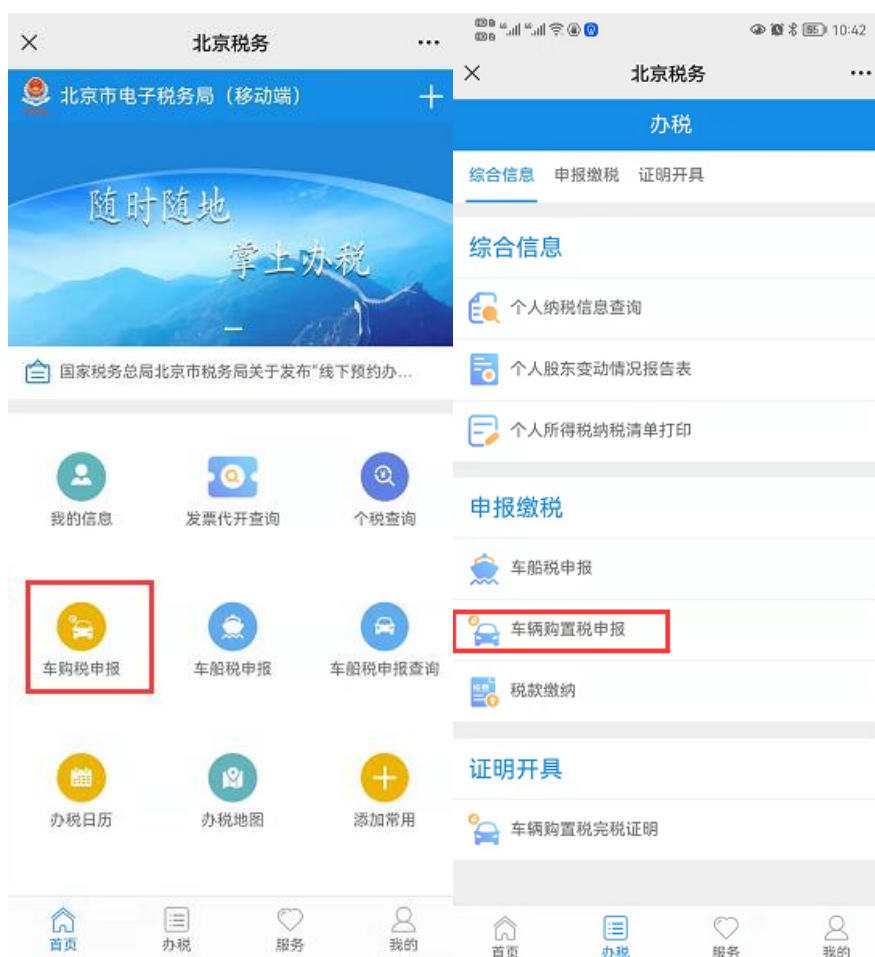 北京税务
北京市电子税务局（移动端）
随时随地
掌上办税
国家税务总局北京市税务局关于发布“线下预约办...
我的信息
发票代开查询
个税查询
车购税申报
车船税申报
车船税申报查询
办税日历
办税地图
添加常用
首页
办税
服务
我的
10:42
北京税务
办税
综合信息
申报缴税
证明开具
综合信息
个人纳税信息查询
个人股东变动情况报告表
个人所得税纳税清单打印
申报缴税
车船税申报
车辆购置税申报
税款缴纳
证明开具
车辆购置税完税证明
首页
办税
服务
我的